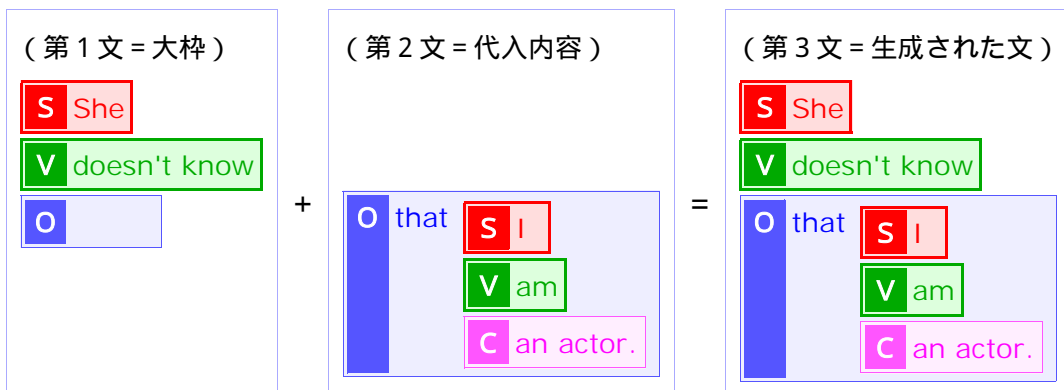 (第1文=大枠)
S She
V doesn't know
O
+
(第2文=代入内容)
O that S I
V am
C an actor.
=
(第3文=生成された文)
S She
V doesn't know
O that S I
V am
C an actor.